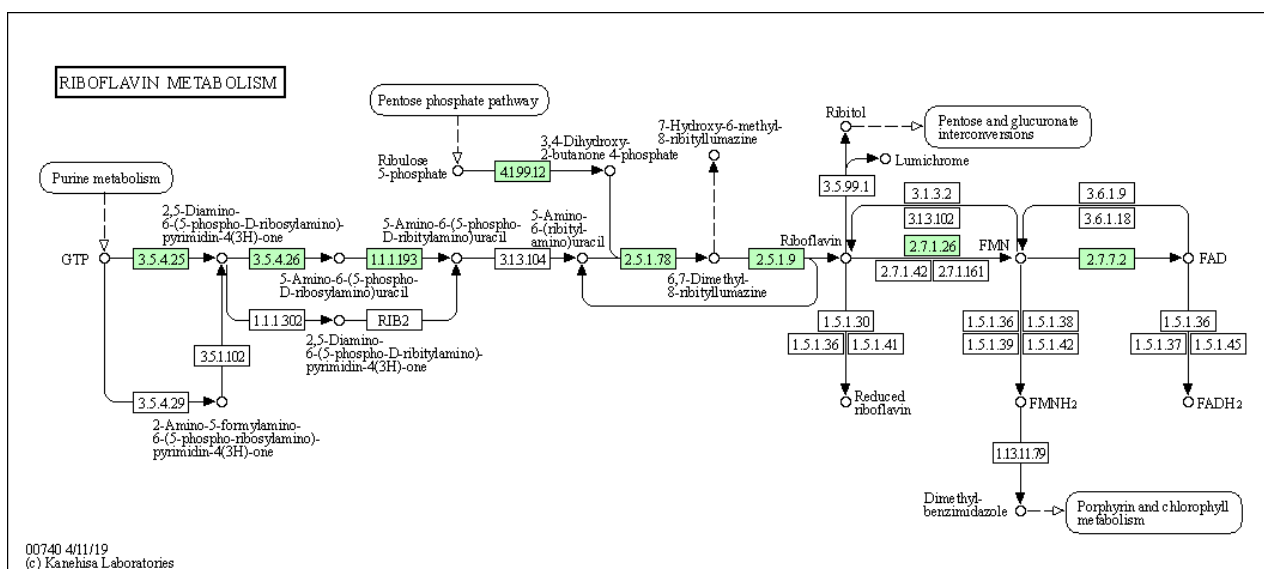 RIBOFLAVIN METABOLISM
Pentose phosphate pathway
Ribitol
Pentose and glucuronate
interconversions
7-Hydroxy-6-methyl-
8-ribityllumazine
3,4-Dihydroxy-
2-butanone 4-phosphate
Ribulose
5-phosphate
4.1.99.12
Lumichrome
Purine metabolism
3.5.99.1
3.1.3.2
3.6.1.9
3.1.3.102
3.6.1.18
2,5-Diamino-
6-(5-phospho-D-ribosylamino)-
pyrimidin-4(3H)-one
5-Amino-6-(5-phospho-
D-ribitylamino)uracil
5-Amino-
6-(ribityl-
amino)uracil
Riboflavin
2.7.1.26
FMN
GTP
3.5.4.25
3.5.4.26
1.1.1.193
3.1.3.104
2.5.1.78
2.5.1.9
2.7.7.2
FAD
2.7.1.42
2.7.1.161
5-Amino-6-(5-phospho-
D-ribosylamino)uracil
6,7-Dimethyl-
8-ribityllumazine
1.1.1.302
RIB2
2,5-Diamino-
6-(5-phospho-D-ribitylamino)-
pyrimidin-4(3H)-one
1.5.1.30
1.5.1.36
1.5.1.41
1.5.1.36
1.5.1.38
1.5.1.39
1.5.1.42
1.5.1.36
1.5.1.37
1.5.1.45
3.5.1.102
3.5.4.29
Reduced
riboflavin
FMNH2
FADH2
2-Amino-5-formylamino-
6-(5-phospho-ribosylamino)-
pyrimidin-4(3H)-one
1.13.11.79
Dimethyl-
benzimidazole
Porphyrin and chlorophyll
metabolism
00740 4/11/19
(c) Kanehisa Laboratories